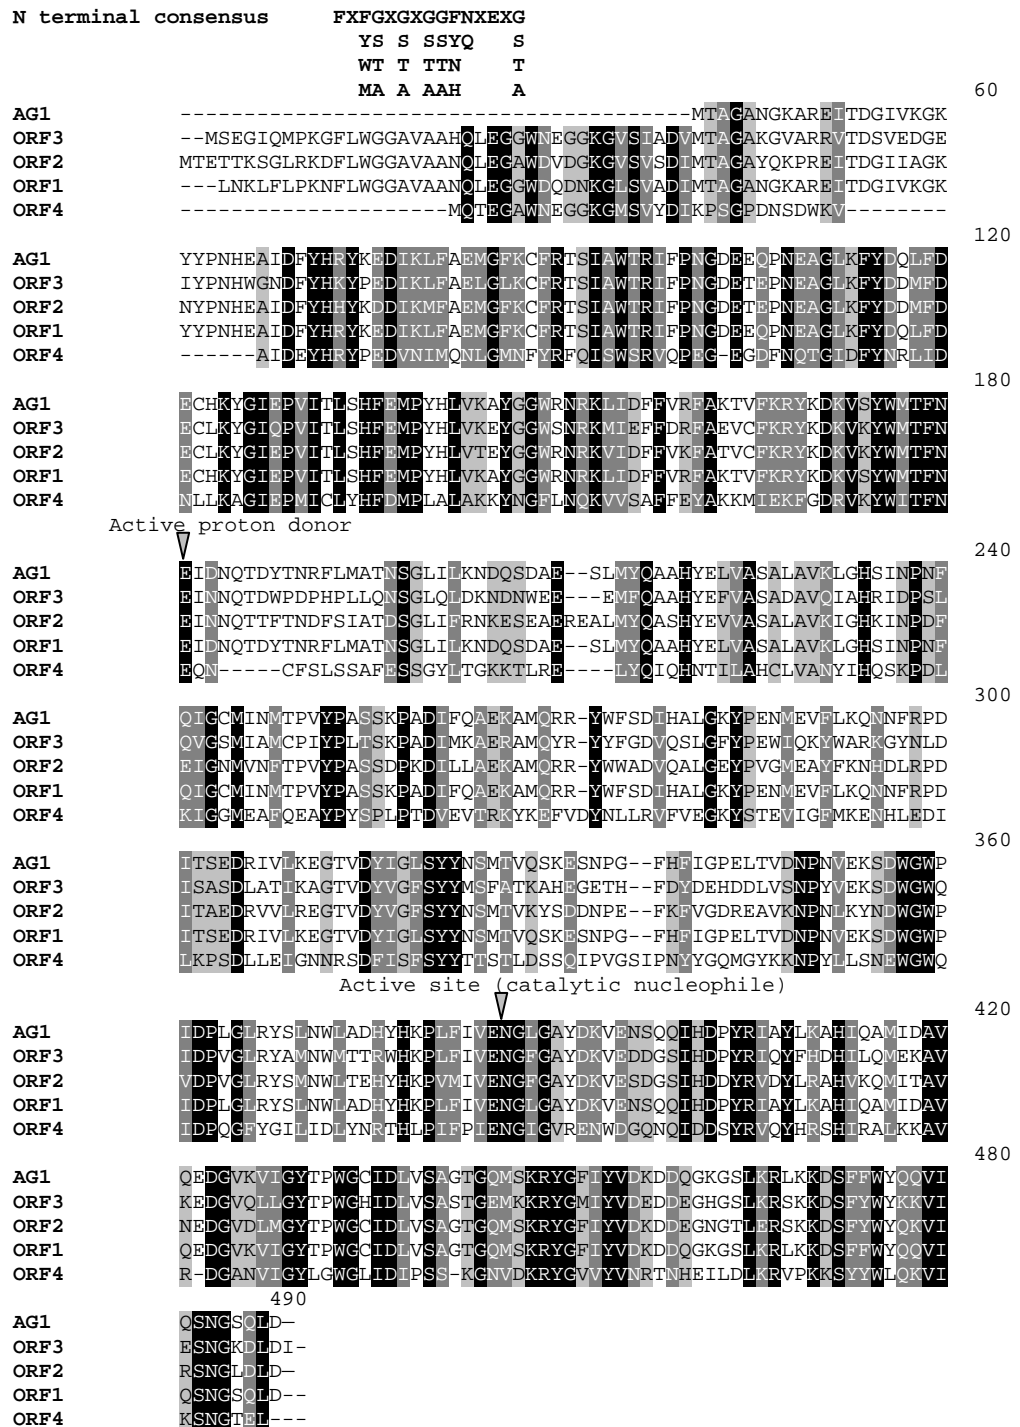 N terminal consensus FXFGXGXGGFNXEXG
YS S SSYQ S
WT T TTN T
MA A AAH A 60
AG1 ----------------------------------------MTAGANGKAREITDGIVKGK
ORF3 --MSEGIQMPKGFLWGGAVAAHQLEGGWNEGGKGVSIADVMTAGAKGVARRVTDSVEDGE
ORF2 MTETTKSGLRKDFLWGGAVAANQLEGAWDVDGKGVSVSDIMTAGAYQKPREITDGIIAGK
ORF1 ---LNKLFLPKNFLWGGAVAANQLEGGWDQDNKGLSVADIMTAGANGKAREITDGIVKGK
ORF4 ---------------------MQTEGAWNEGGKGMSVYDIKPSGPDNSDWKV--------
120
AG1 YYPNHEAIDFYHRYKEDIKLFAEMGFKCFRTSIAWTRIFPNGDEEQPNEAGLKFYDQLFD
ORF3 IYPNHWGNDFYHKYPEDIKLFAELGLKCFRTSIAWTRIFPNGDETEPNEAGLKFYDDMFD
ORF2 NYPNHEAIDFYHHYKDDIKMFAEMGFKCFRTSIAWTRIFPNGDETEPNEAGLKFYDDMFD
ORF1 YYPNHEAIDFYHRYKEDIKLFAEMGFKCFRTSIAWTRIFPNGDEEQPNEAGLKFYDQLFD
ORF4 ------AIDEYHRYPEDVNIMQNLGMNFYRFQISWSRVQPEG-EGDFNQTGIDFYNRLID
180
AG1 ECHKYGIEPVITLSHFEMPYHLVKAYGGWRNRKLIDFFVRFAKTVFKRYKDKVSYWMTFN
ORF3 ECLKYGIQPVITLSHFEMPYHLVKEYGGWSNRKMIEFFDRFAEVCFKRYKDKVKYWMTFN
ORF2 ECLKYGIEPVITLSHFEMPYHLVTEYGGWRNRKVIDFFVKFATVCFKRYKDKVKYWMTFN
ORF1 ECHKYGIEPVITLSHFEMPYHLVKAYGGWRNRKLIDFFVRFAKTVFKRYKDKVSYWMTFN
ORF4 NLLKAGIEPMICLYHFDMPLALAKKYNGFLNQKVVSAFFEYAKKMIEKFGDRVKYWITFN
Active proton donor
240
AG1 EIDNQTDYTNRFLMATNSGLILKNDQSDAE--SLMYQAAHYELVASALAVKLGHSINPNF
ORF3 EINNQTDWPDPHPLLQNSGLQLDKNDNWEE---EMFQAAHYEFVASADAVQIAHRIDPSL
ORF2 EINNQTTFTNDFSIATDSGLIFRNKESEAEREALMYQASHYEVVASALAVKIGHKINPDF
ORF1 EIDNQTDYTNRFLMATNSGLILKNDQSDAE--SLMYQAAHYELVASALAVKLGHSINPNF
ORF4 EQN-----CFSLSSAFESSGYLTGKKTLRE----LYQIQHNTILAHCLVANYIHQSKPDL
300
AG1 QIGCMINMTPVYPASSKPADIFQAEKAMQRR-YWFSDIHALGKYPENMEVFLKQNNFRPD
ORF3 QVGSMIAMCPIYPLTSKPADIMKAERAMQYR-YYFGDVQSLGFYPEWIQKYWARKGYNLD
ORF2 EIGNMVNFTPVYPASSDPKDILLAEKAMQRR-YWWADVQALGEYPVGMEAYFKNHDLRPD
ORF1 QIGCMINMTPVYPASSKPADIFQAEKAMQRR-YWFSDIHALGKYPENMEVFLKQNNFRPD
ORF4 KIGGMEAFQEAYPYSPLPTDVEVTRKYKEFVDYNLLRVFVEGKYSTEVIGFMKENHLEDI
360
AG1 ITSEDRIVLKEGTVDYIGLSYYNSMTVQSKESNPG--FHFIGPELTVDNPNVEKSDWGWP
ORF3 ISASDLATIKAGTVDYVGFSYYMSFATKAHEGETH--FDYDEHDDLVSNPYVEKSDWGWQ
ORF2 ITAEDRVVLREGTVDYVGFSYYNSMTVKYSDDNPE--FKFVGDREAVKNPNLKYNDWGWP
ORF1 ITSEDRIVLKEGTVDYIGLSYYNSMTVQSKESNPG--FHFIGPELTVDNPNVEKSDWGWP
ORF4 LKPSDLLEIGNNRSDFISFSYYTTSTLDSSQIPVGSIPNYYGQMGYKKNPYLLSNEWGWQ
Active site (catalytic nucleophile)
420
AG1 IDPLGLRYSLNWLADHYHKPLFIVENGLGAYDKVENSQQIHDPYRIAYLKAHIQAMIDAV
ORF3 IDPVGLRYAMNWMTTRWHKPLFIVENGFGAYDKVEDDGSIHDPYRIQYFHDHILQMEKAV
ORF2 VDPVGLRYSMNWLTEHYHKPVMIVENGFGAYDKVESDGSIHDDYRVDYLRAHVKQMITAV
ORF1 IDPLGLRYSLNWLADHYHKPLFIVENGLGAYDKVENSQQIHDPYRIAYLKAHIQAMIDAV
ORF4 IDPQGFYGILIDLYNRTHLPIFPIENGIGVRENWDGQNQIDDSYRVQYHRSHIRALKKAV
480
AG1 QEDGVKVIGYTPWGCIDLVSAGTGQMSKRYGFIYVDKDDQGKGSLKRLKKDSFFWYQQVI
ORF3 KEDGVQLLGYTPWGHIDLVSASTGEMKKRYGMIYVDEDDEGHGSLKRSKKDSFYWYKKVI
ORF2 NEDGVDLMGYTPWGCIDLVSAGTGQMSKRYGFIYVDKDDEGNGTLERSKKDSFYWYQKVI
ORF1 QEDGVKVIGYTPWGCIDLVSAGTGQMSKRYGFIYVDKDDQGKGSLKRLKKDSFFWYQQVI
ORF4 R-DGANVIGYLGWGLIDIPSS-KGNVDKRYGVVYVNRTNHEILDLKRVPKKSYYWLQKVI
490
AG1 QSNGSQLD—
ORF3 ESNGKDLDI-
ORF2 RSNGLDLD—
ORF1 QSNGSQLD--
ORF4 KSNGTEL---